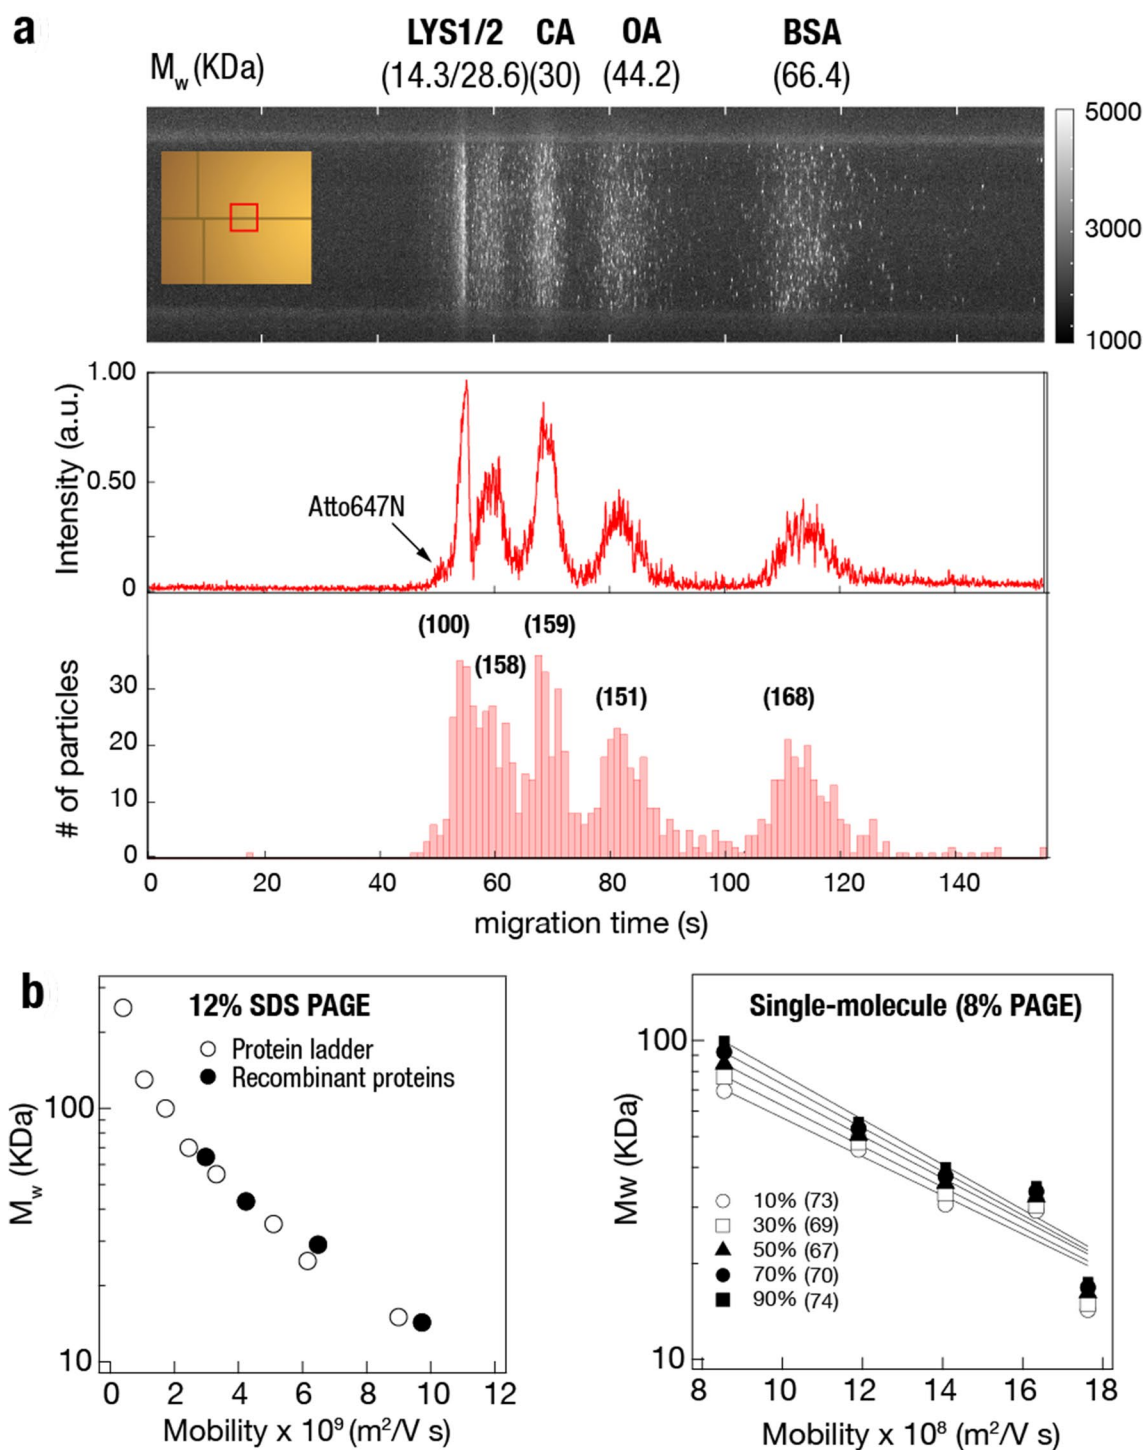 a
LYS1/2 CA OA BSA
M_w (KDa) (14.3/28.6)(30) (44.2) (66.4)
5000
3000
1000
1.00
0.50
0
Intensity (a.u.)
Atto647N
(100) (159)
(158)
(151) (168)
30
20
10
0
# of particles
0 20 40 60 80 100 120 140
migration time (s)
b
12% SDS PAGE
Protein ladder
Recombinant proteins
100
10
M_w (KDa)
0 2 4 6 8 10 12
Mobility x 10⁹ (m²/V s)
Single-molecule (8% PAGE)
100
10
Mw (KDa)
10% (73)
30% (69)
50% (67)
70% (70)
90% (74)
8 10 12 14 16 18
Mobility x 10⁸ (m²/V s)